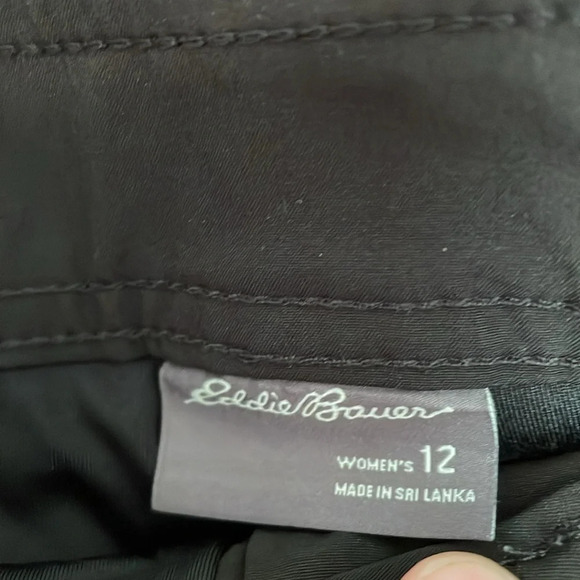 Eddie Bauer
WOMEN'S 12
MADE IN SRI LANKA